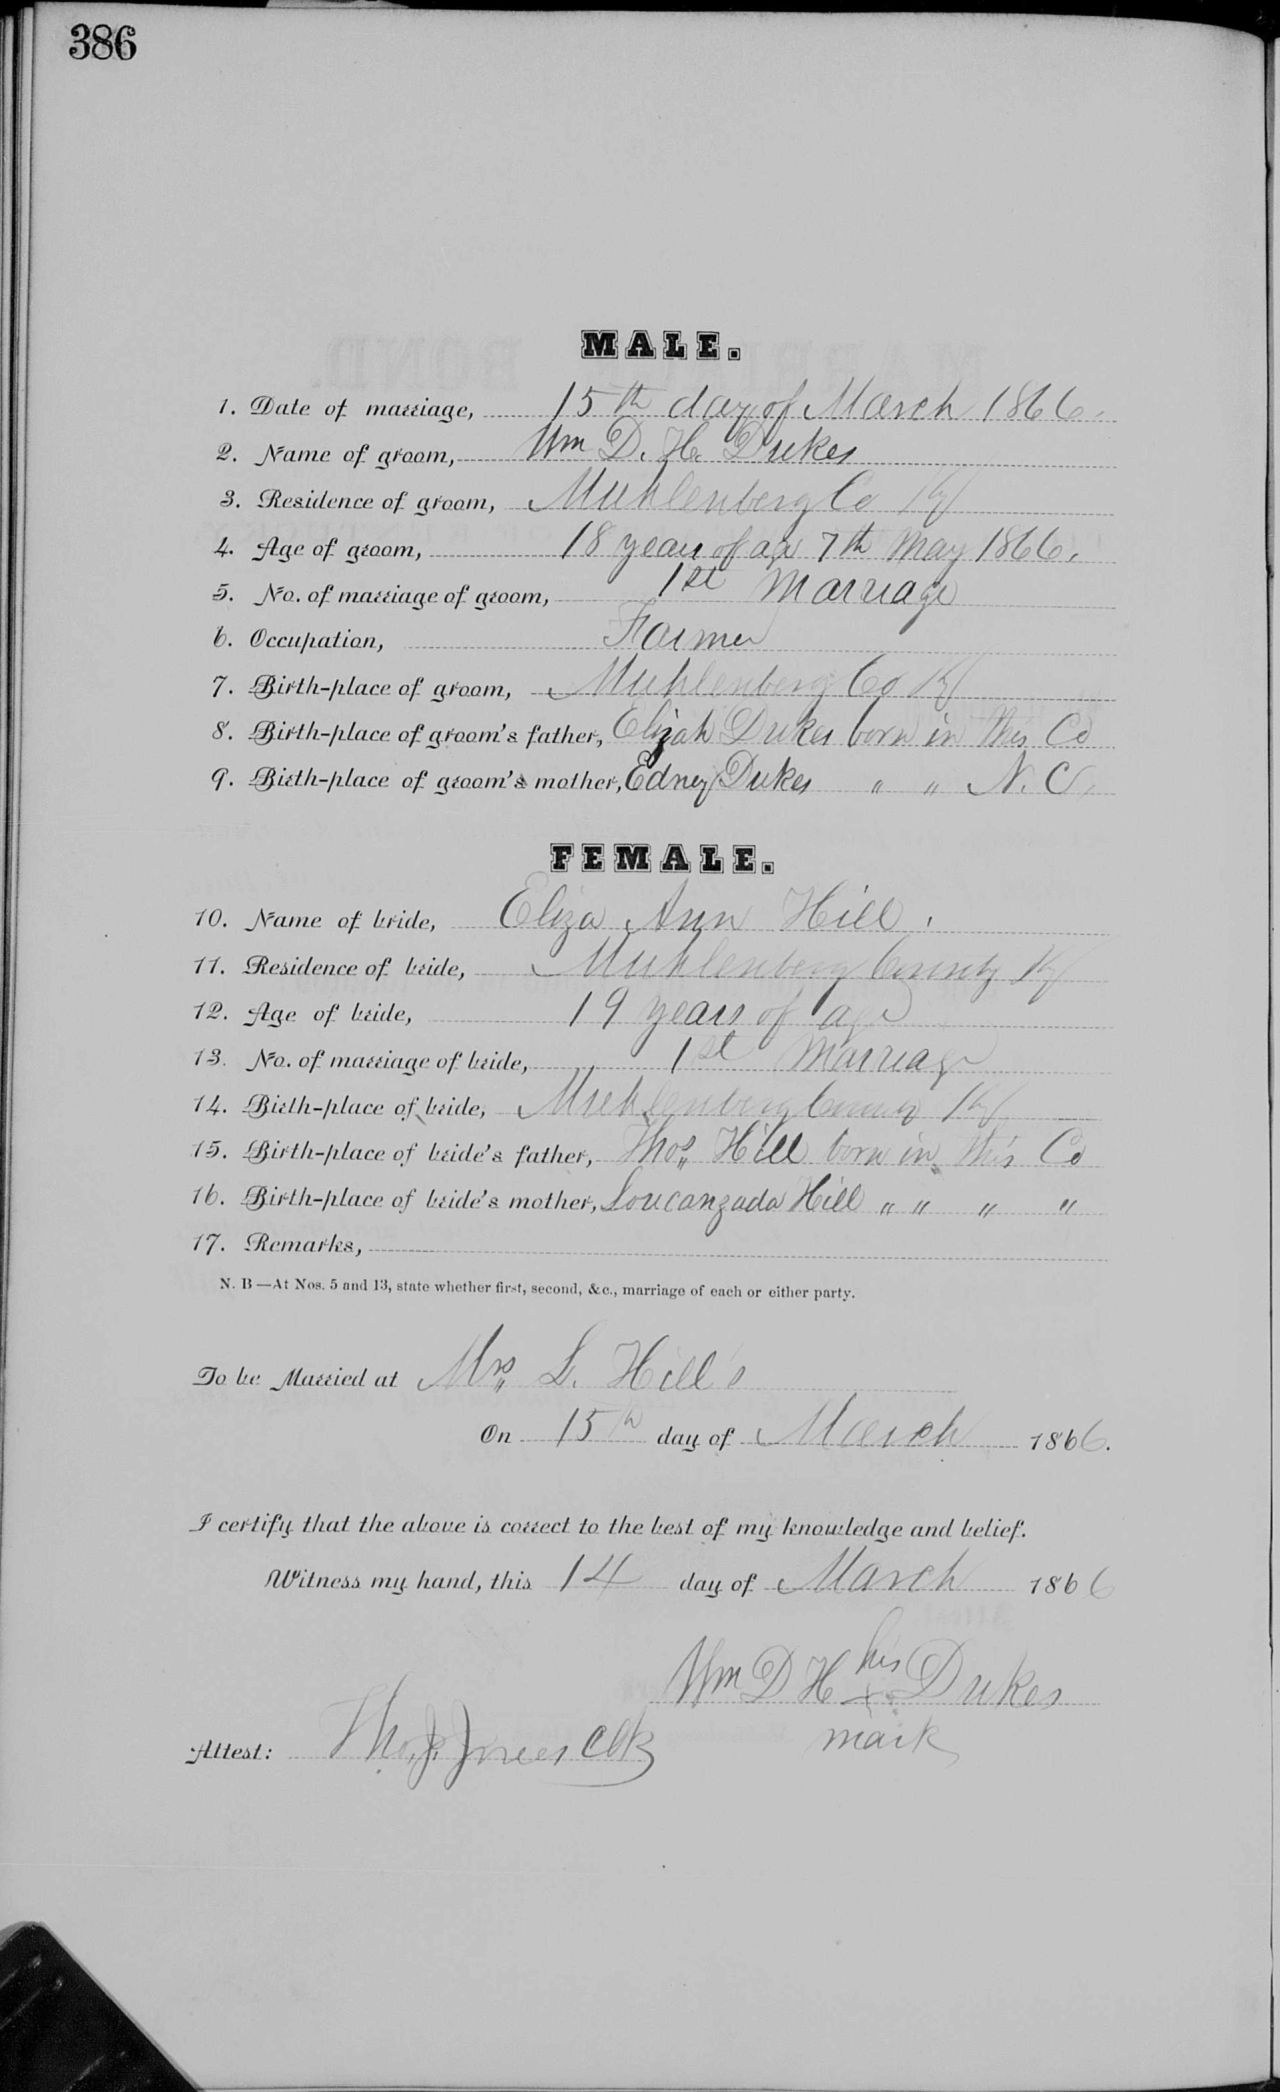 386
MALE.
1. Date of marriage, 15th day of March 1866.
2. Name of groom, Wm D. H. Dukes
3. Residence of groom, Muhlenberg Co Ky
4. Age of groom, 18 years of age 7th May 1866.
5. No. of marriage of groom, 1st Marriage
6. Occupation, Farmer
7. Birth-place of groom, Muhlenberg Co Ky
8. Birth-place of groom's father, Elizah Dukes born in this Co
9. Birth-place of groom's mother, Edney Dukes " " N. C.
FEMALE.
10. Name of bride, Eliza Ann Hill.
11. Residence of bride, Muhlenberg County Ky
12. Age of bride, 19 years of age
13. No. of marriage of bride, 1st Marriage
14. Birth-place of bride, Muhlenberg County Ky
15. Birth-place of bride's father, Thos. Hill born in this Co
16. Birth-place of bride's mother, Loucanzada Hill " " " "
17. Remarks,
N. B—At Nos. 5 and 13, state whether first, second, &c., marriage of each or either party.
To be Married at Mrs. L. Hill's
On 15th day of March 1866.
I certify that the above is correct to the best of my knowledge and belief.
Witness my hand, this 14 day of March 1866
his
Wm D H x Dukes
mark
Attest: Tho. J. Jones Clk